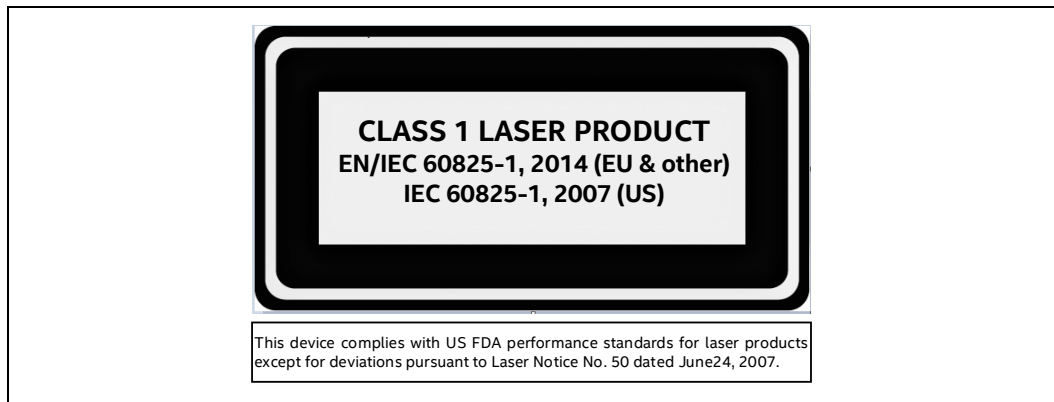 CLASS 1 LASER PRODUCT
EN/IEC 60825-1, 2014 (EU & other)
IEC 60825-1, 2007 (US)
This device complies with US FDA performance standards for laser products
except for deviations pursuant to Laser Notice No. 50 dated June24, 2007.